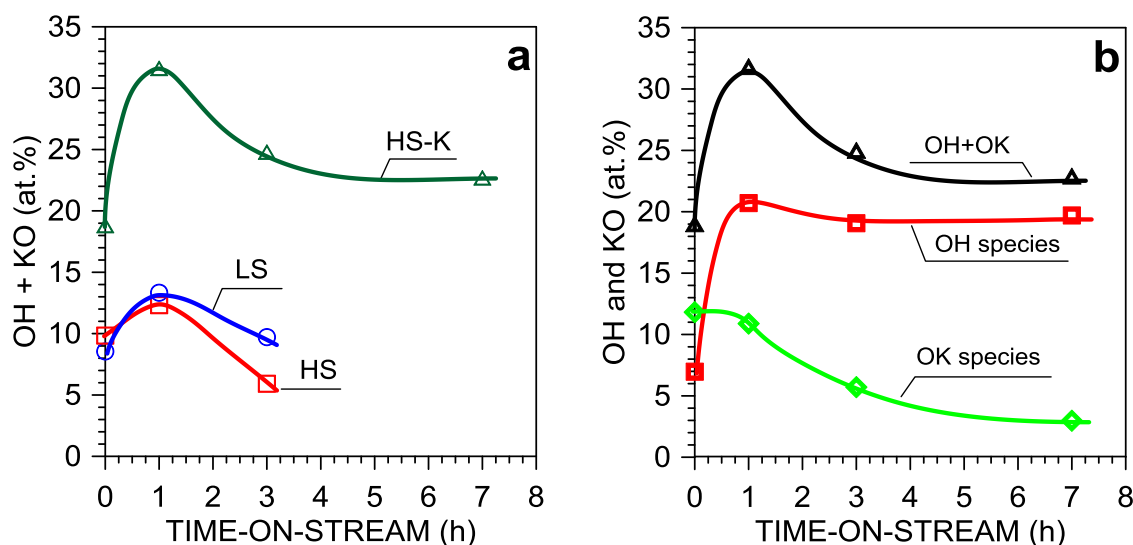 a
OH + KO (at.%)
35
30
25
20
15
10
5
0
HS-K
LS
HS
0 1 2 3 4 5 6 7 8
TIME-ON-STREAM (h)
b
OH and KO (at.%)
35
30
25
20
15
10
5
0
OH+OK
OH species
OK species
0 1 2 3 4 5 6 7 8
TIME-ON-STREAM (h)